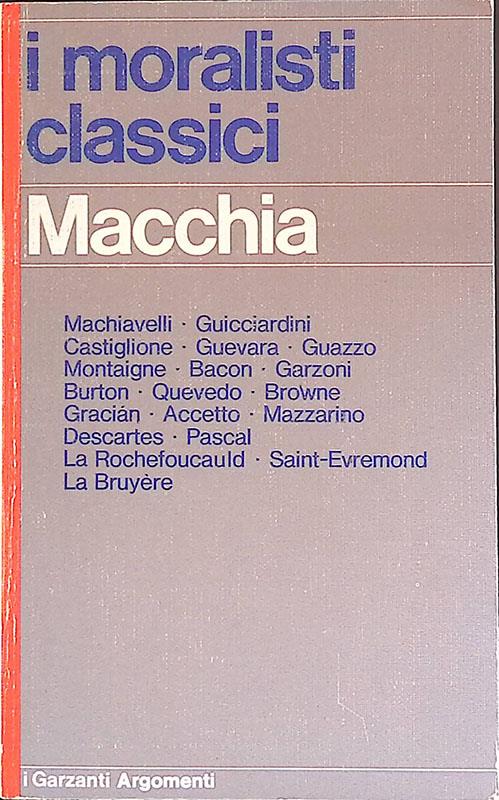 i moralisti
classici
Macchia
Machiavelli · Guicciardini
Castiglione · Guevara · Guazzo
Montaigne · Bacon · Garzoni
Burton · Quevedo · Browne
Gracián · Accetto · Mazzarino
Descartes · Pascal
La Rochefoucauld · Saint-Evremond
La Bruyère
i Garzanti Argomenti